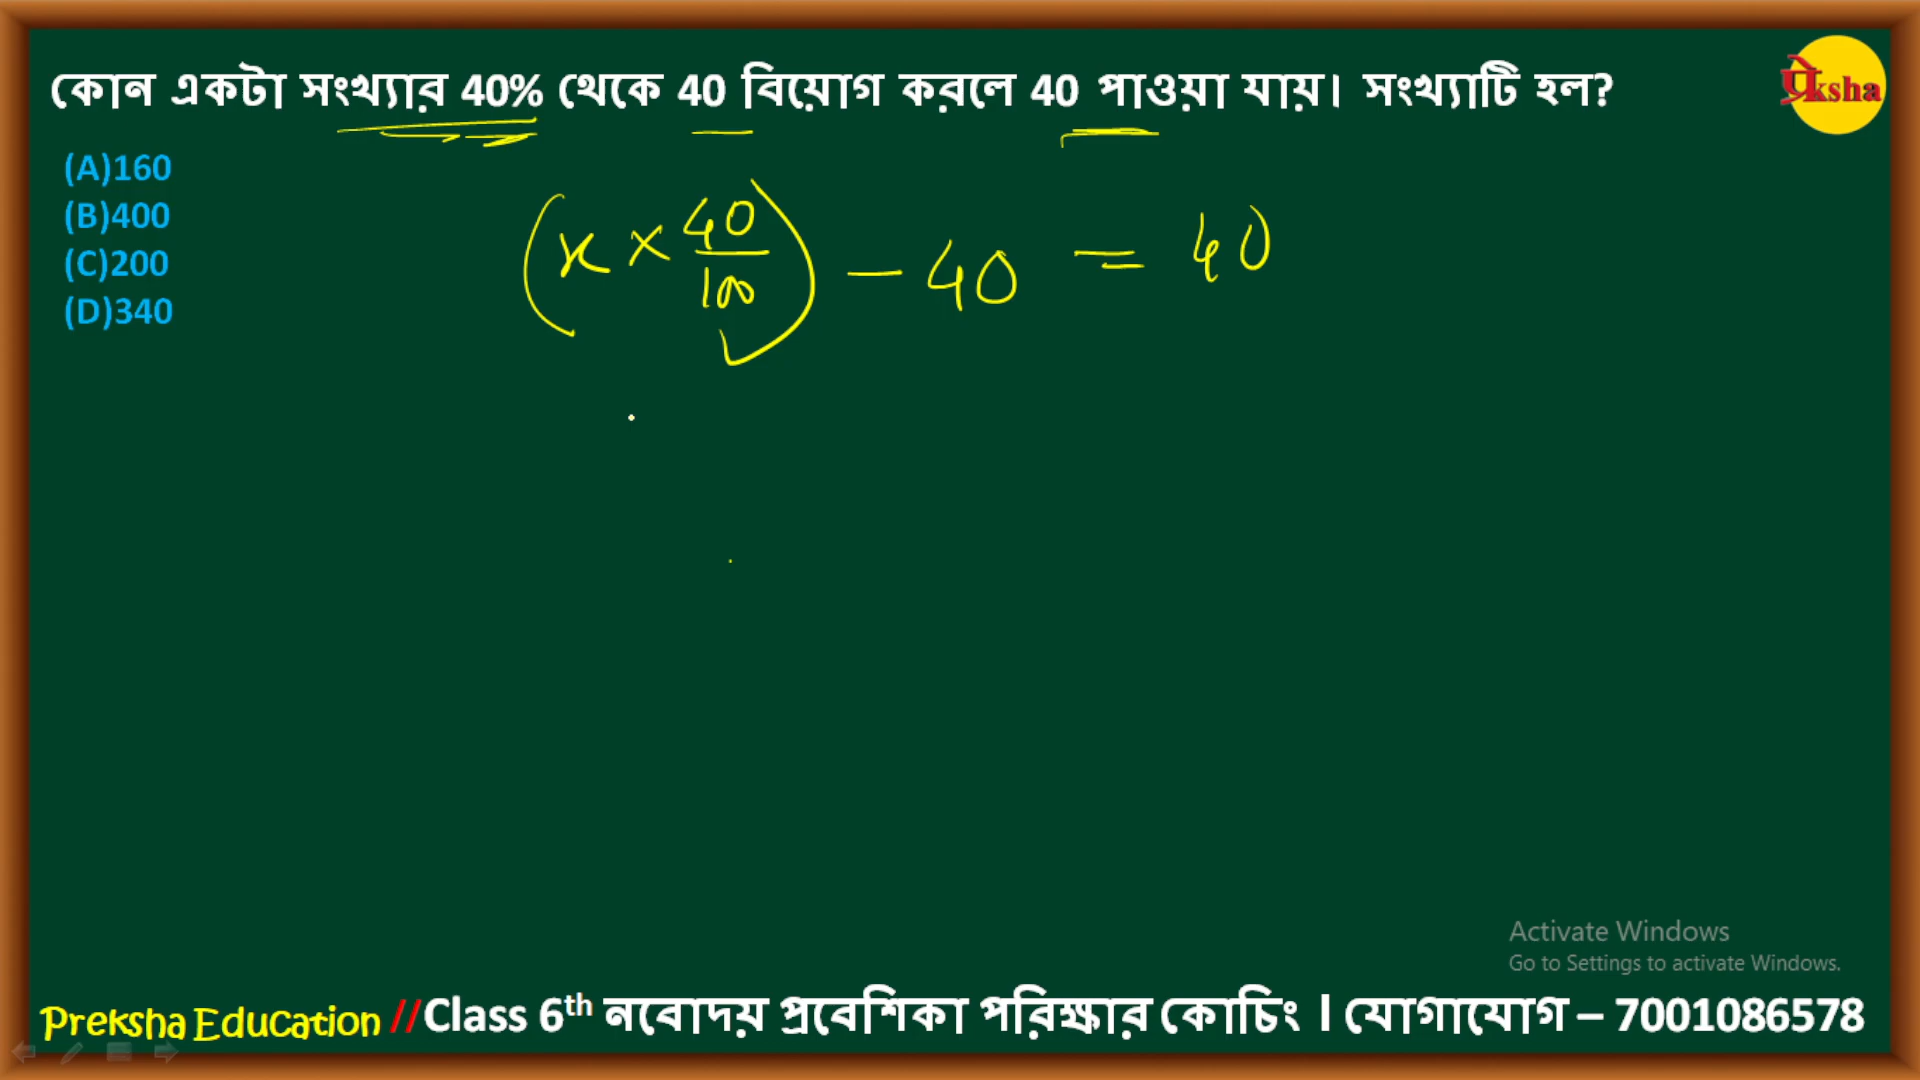 কোন একটা সংখ্যার 40% থেকে 40 বিয়োগ করলে 40 পাওয়া যায়। সংখ্যাটি হল?
प्रेksha
(A)160
(B)400
(C)200
(D)340
(x × 40/100) − 40 = 40
Activate Windows
Go to Settings to activate Windows.
Preksha Education //Class 6th নবোদয় প্রবেশিকা পরিক্ষার কোচিং । যোগাযোগ – 7001086578